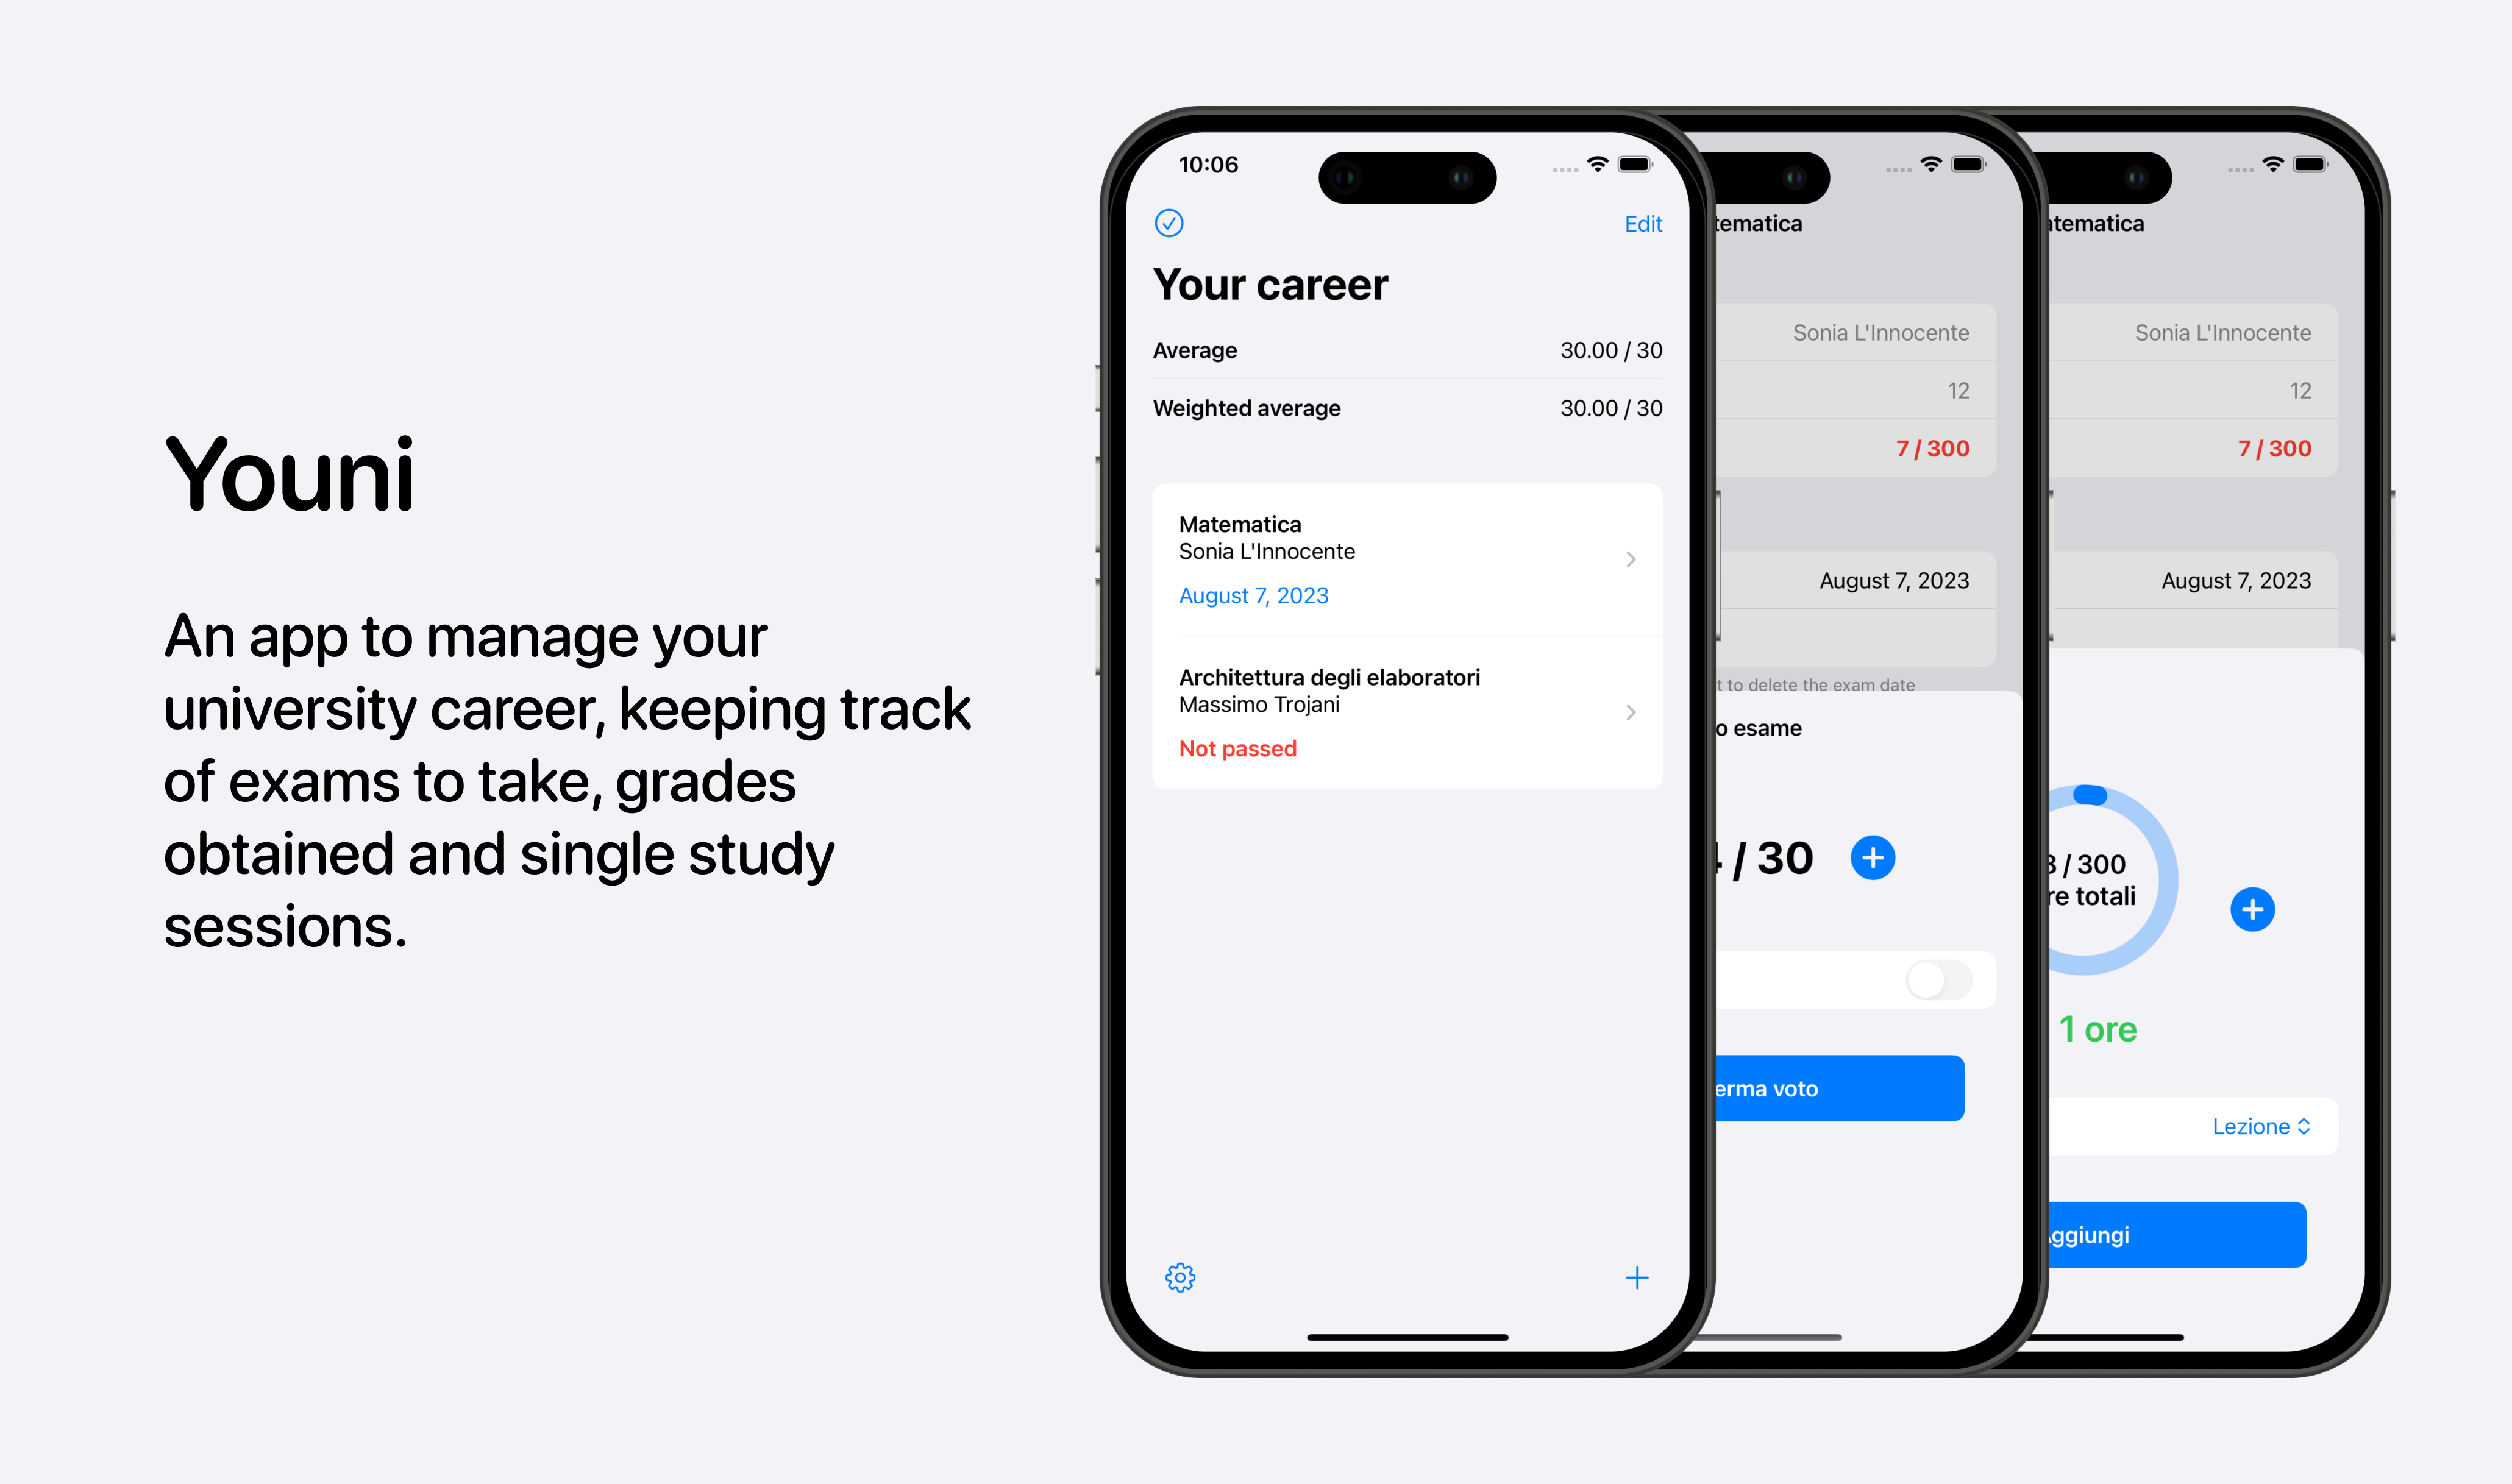 Youni
An app to manage your
university career, keeping track
of exams to take, grades
obtained and single study
sessions.
10:06
Edit
Your career
Average 30.00 / 30
Weighted average 30.00 / 30
Matematica
Sonia L'Innocente
August 7, 2023
Architettura degli elaboratori
Massimo Trojani
Not passed
tematica
Sonia L'Innocente
12
7 / 300
August 7, 2023
t to delete the exam date
o esame
/ 30
erma voto
tematica
Sonia L'Innocente
12
7 / 300
August 7, 2023
/ 300
re totali
1 ore
Lezione
ggiungi